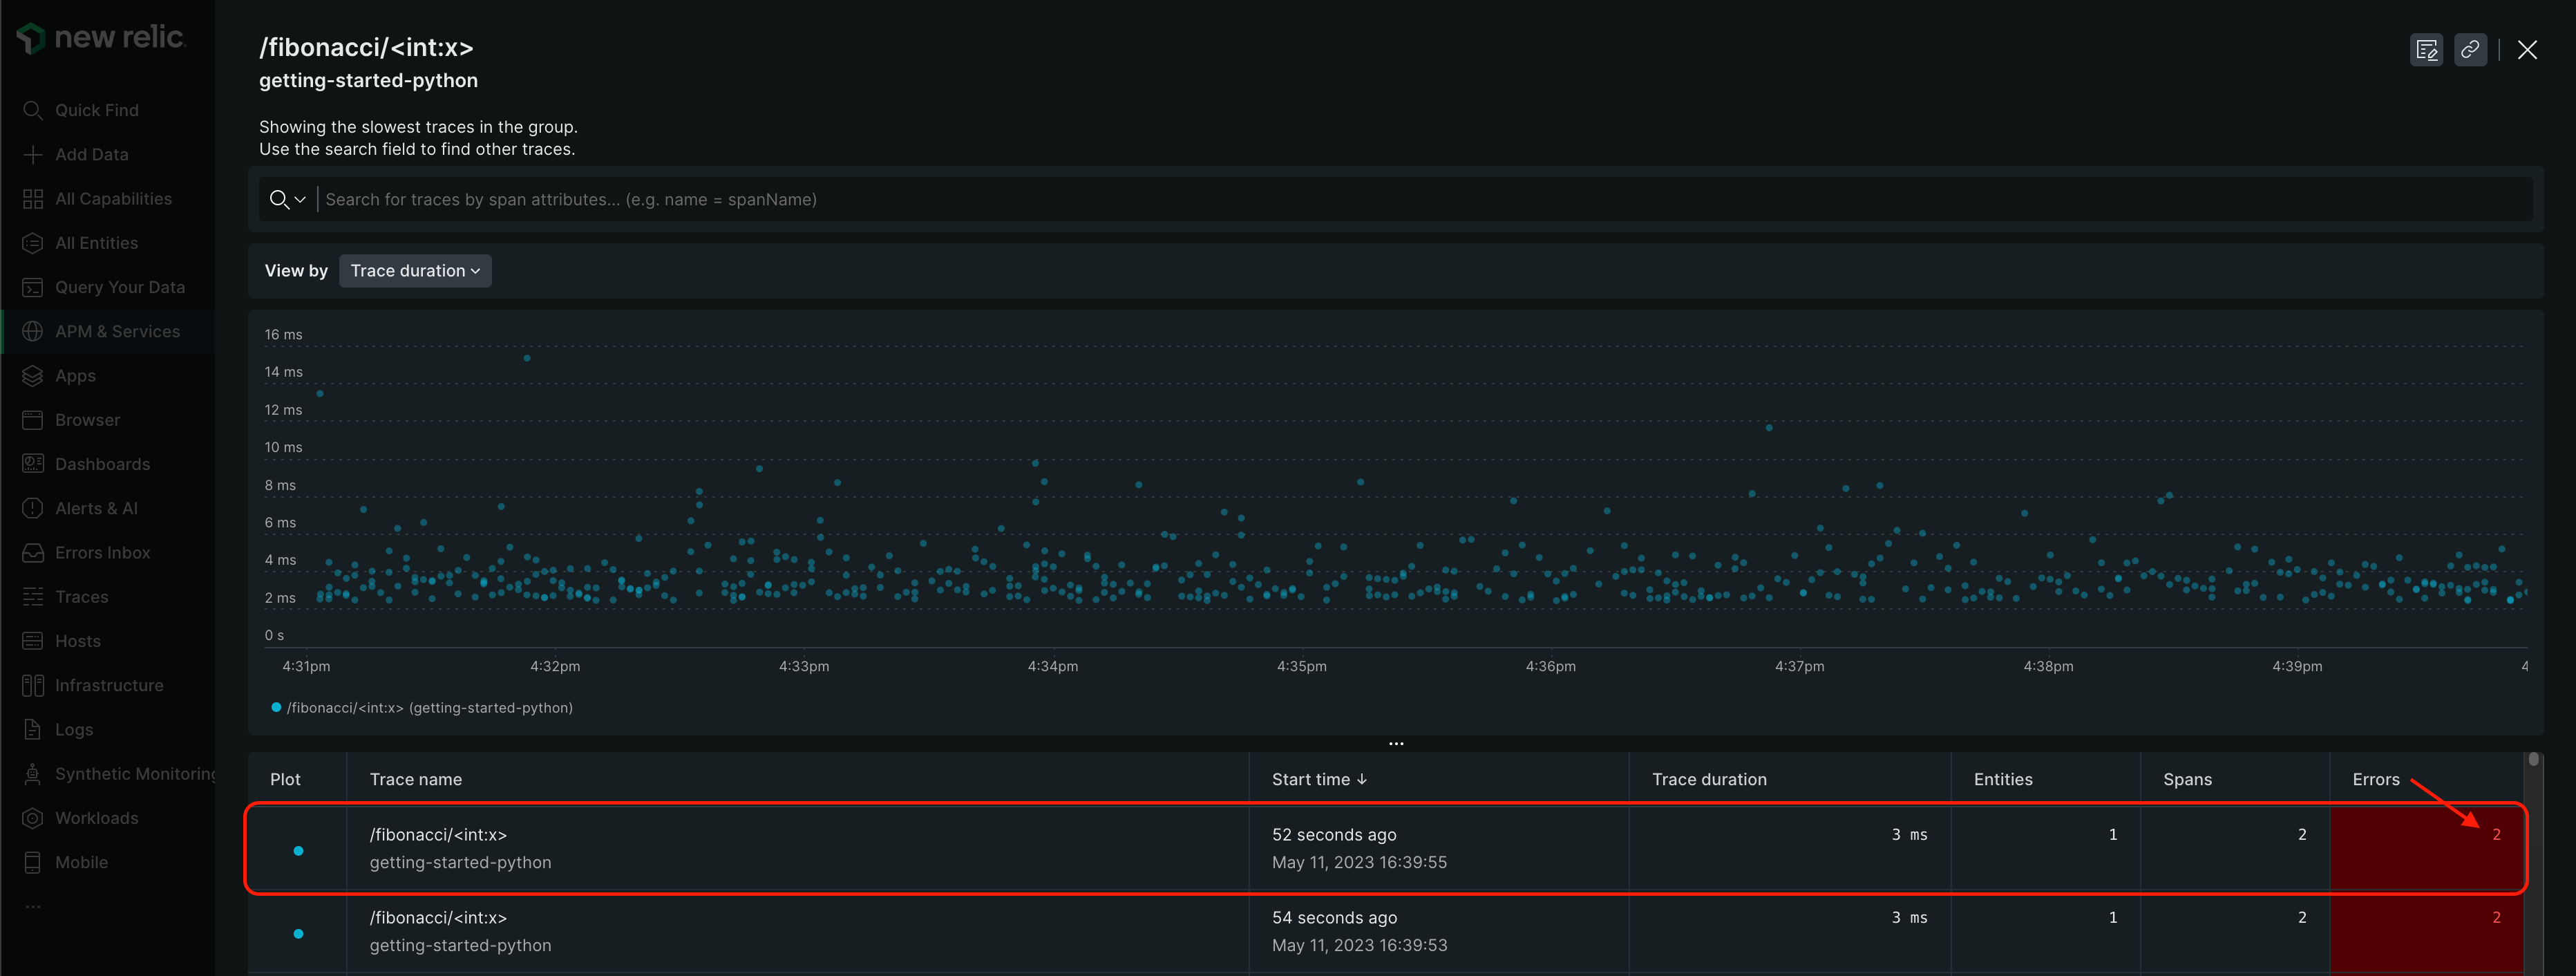 new relic
Quick Find
Add Data
All Capabilities
All Entities
Query Your Data
APM & Services
Apps
Browser
Dashboards
Alerts & AI
Errors Inbox
Traces
Hosts
Infrastructure
Logs
Synthetic Monitoring
Workloads
Mobile
...
/fibonacci/<int:x>
getting-started-python
Showing the slowest traces in the group.
Use the search field to find other traces.
Search for traces by span attributes... (e.g. name = spanName)
View by Trace duration
16 ms
14 ms
12 ms
10 ms
8 ms
6 ms
4 ms
2 ms
0 s
4:31pm 4:32pm 4:33pm 4:34pm 4:35pm 4:36pm 4:37pm 4:38pm 4:39pm 4
/fibonacci/<int:x> (getting-started-python)
...
Plot Trace name Start time ↓ Trace duration Entities Spans Errors
/fibonacci/<int:x> 52 seconds ago 3 ms 1 2 2
getting-started-python May 11, 2023 16:39:55
/fibonacci/<int:x> 54 seconds ago 3 ms 1 2 2
getting-started-python May 11, 2023 16:39:53